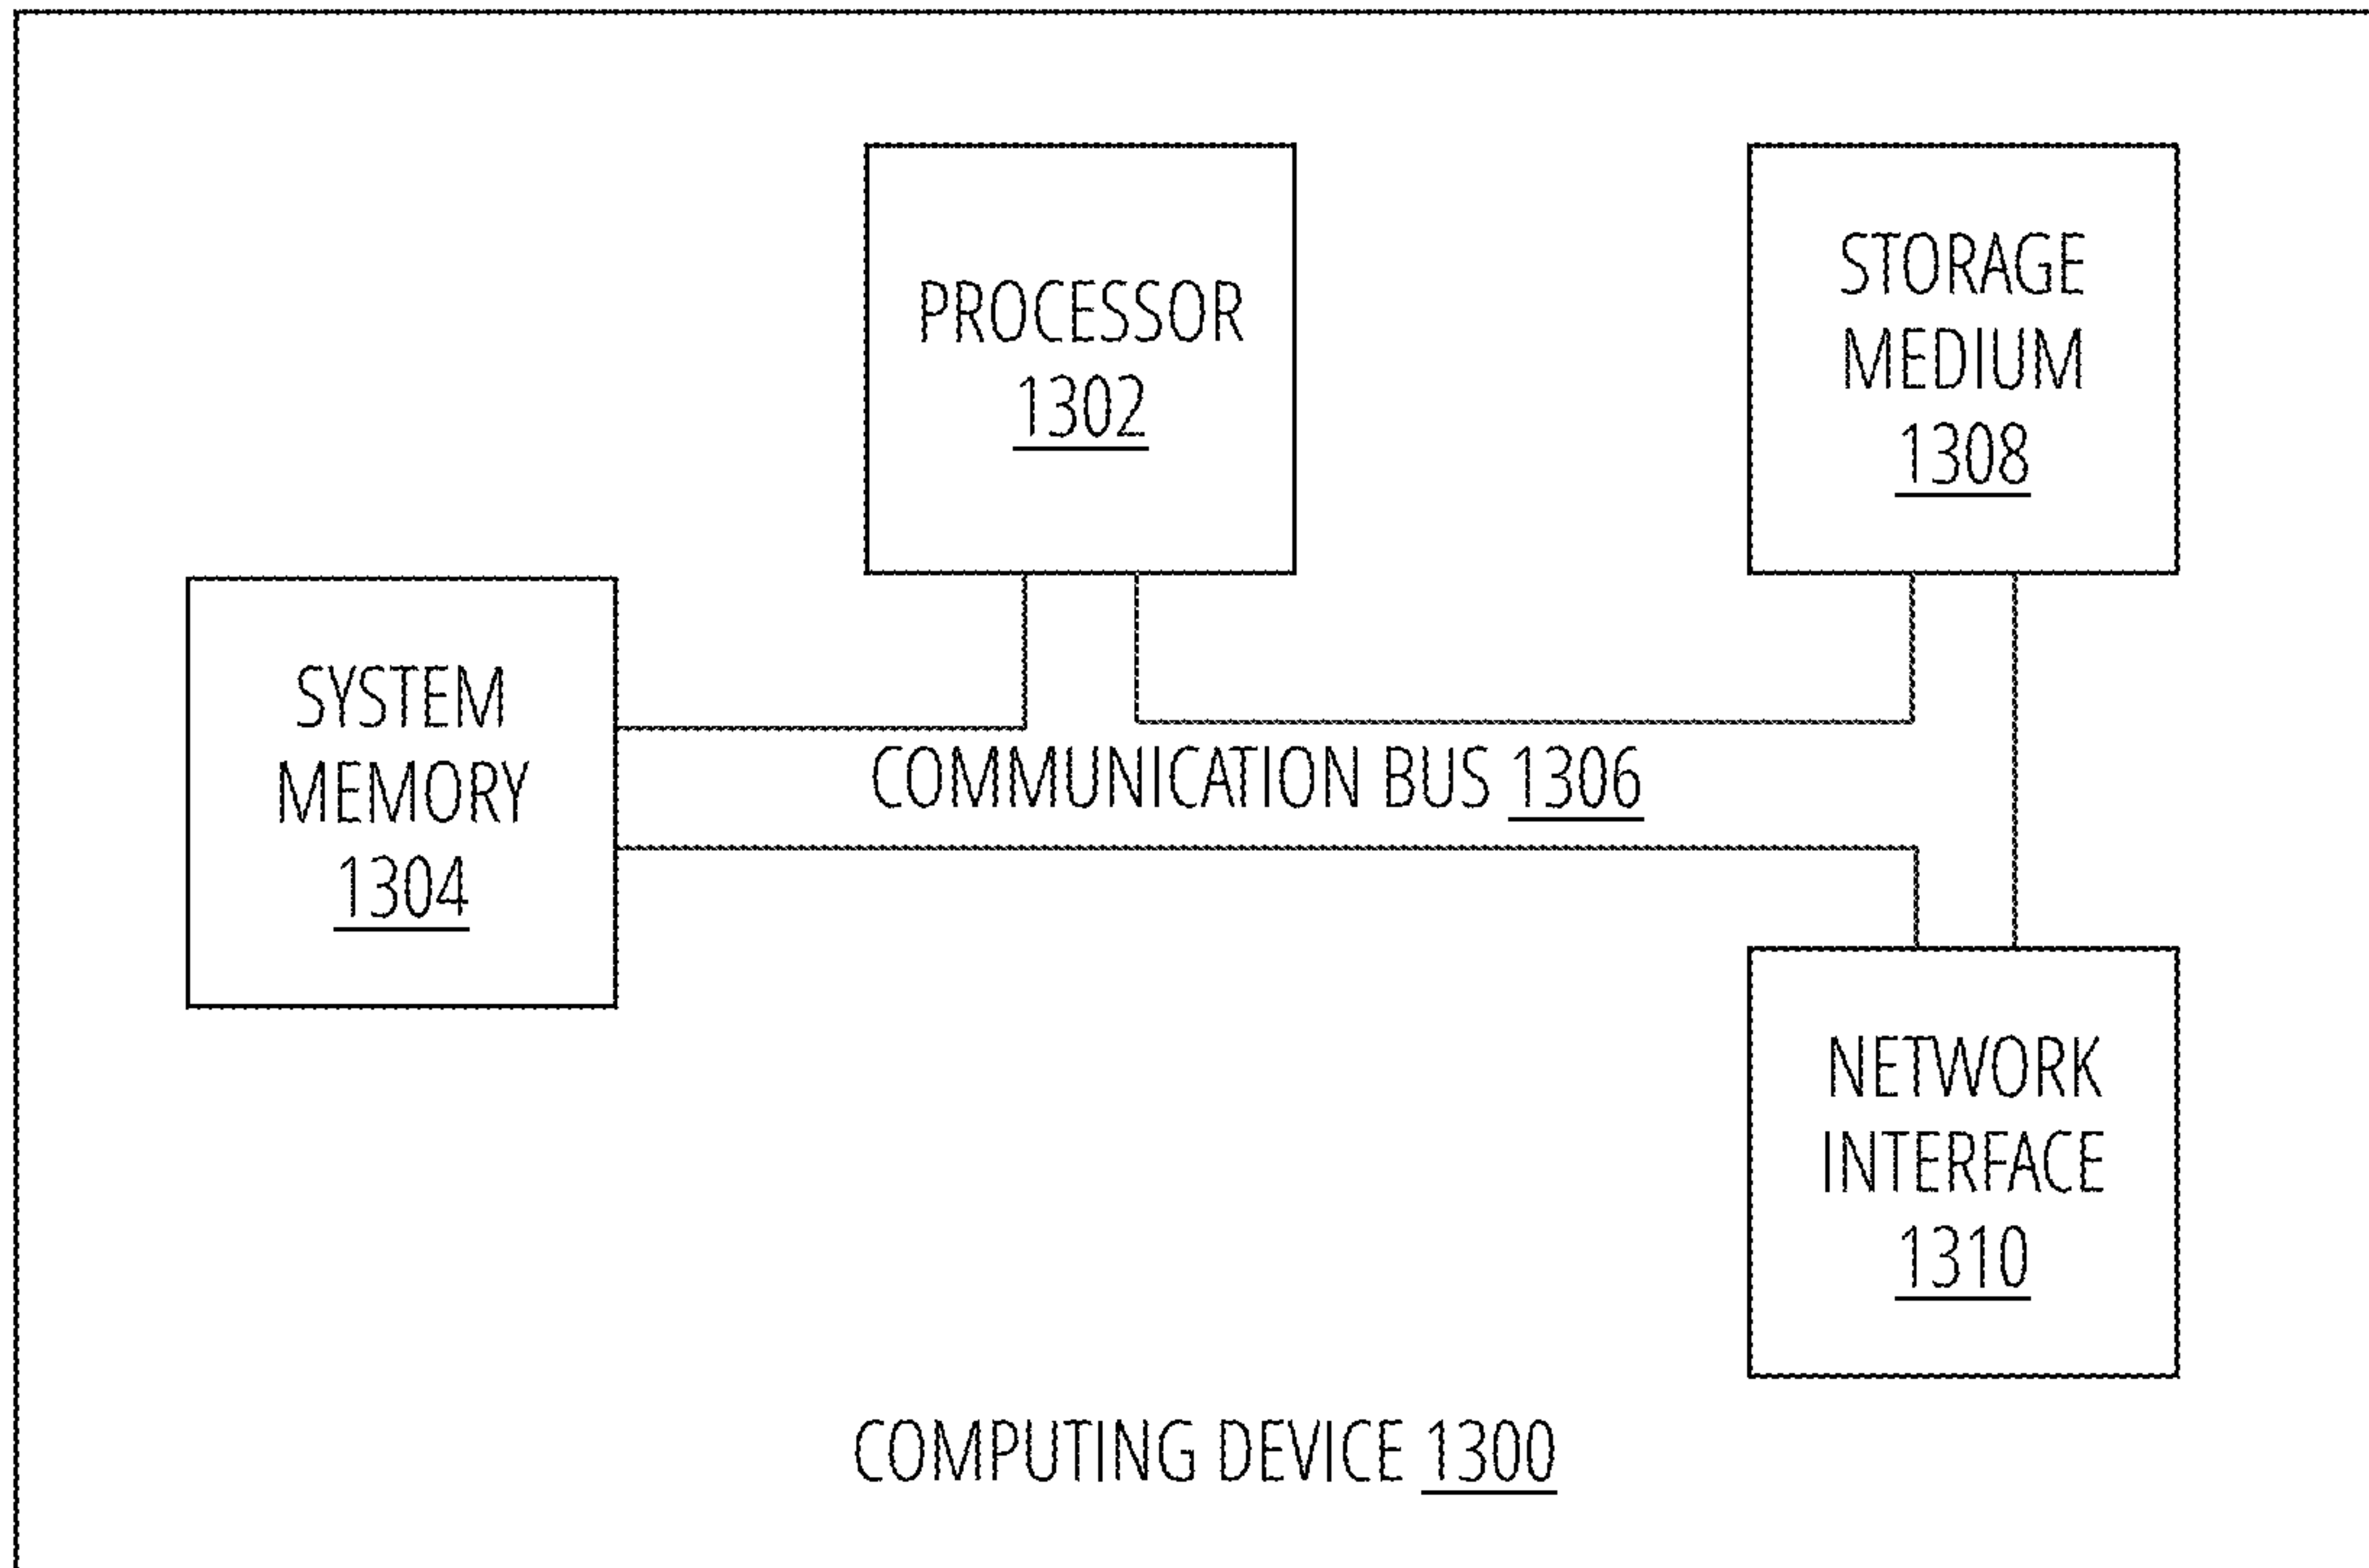 PROCESSOR
1302
STORAGE
MEDIUM
1308
SYSTEM
MEMORY
1304
COMMUNICATION BUS 1306
NETWORK
INTERFACE
1310
COMPUTING DEVICE 1300